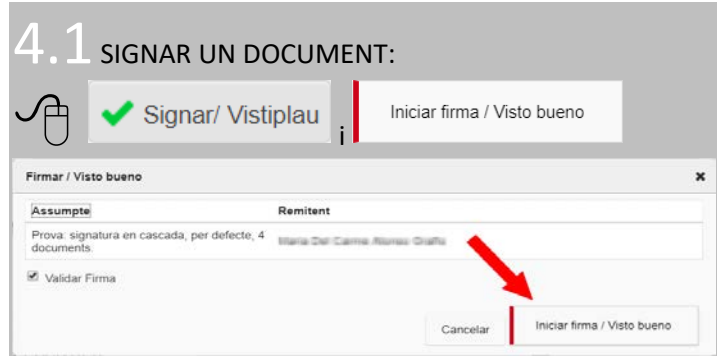 4.1 SIGNAR UN DOCUMENT:
Signar/ Vistiplau i Iniciar firma / Visto bueno
Firmar / Visto bueno
Assumpte Remitent
Prova: signatura en cascada, per defecte, 4
documents.
Validar Firma
Cancelar Iniciar firma / Visto bueno